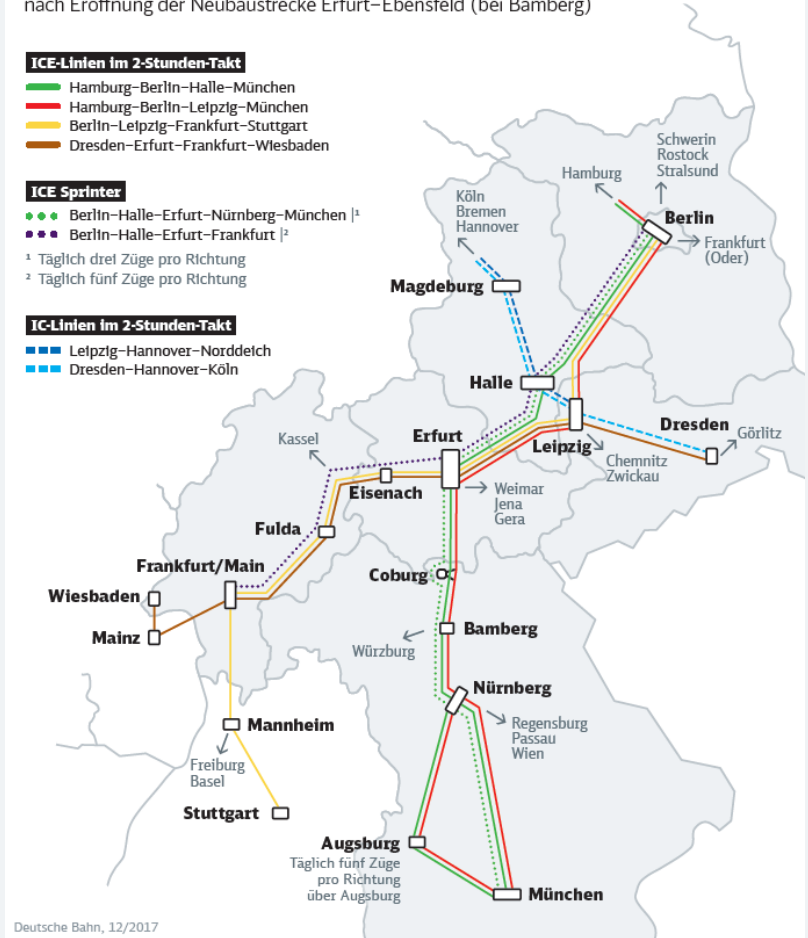 nach Eröffnung der Neubaustrecke Erfurt–Ebensfeld (bei Bamberg)
ICE-Linien im 2-Stunden-Takt
Hamburg–Berlin–Halle–München
Hamburg–Berlin–Leipzig–München
Berlin–Leipzig–Frankfurt–Stuttgart
Dresden–Erfurt–Frankfurt–Wiesbaden
ICE Sprinter
Berlin–Halle–Erfurt–Nürnberg–München |¹
Berlin–Halle–Erfurt–Frankfurt |²
¹ Täglich drei Züge pro Richtung
² Täglich fünf Züge pro Richtung
IC-Linien im 2-Stunden-Takt
Leipzig–Hannover–Norddeich
Dresden–Hannover–Köln
Schwerin
Rostock
Stralsund
Hamburg
Berlin
Frankfurt
(Oder)
Köln
Bremen
Hannover
Magdeburg
Halle
Leipzig
Dresden
Görlitz
Chemnitz
Zwickau
Erfurt
Kassel
Eisenach
Weimar
Jena
Gera
Fulda
Frankfurt/Main
Wiesbaden
Mainz
Coburg
Bamberg
Würzburg
Nürnberg
Regensburg
Passau
Wien
Mannheim
Freiburg
Basel
Stuttgart
Augsburg
Täglich fünf Züge
pro Richtung
über Augsburg
München
Deutsche Bahn, 12/2017